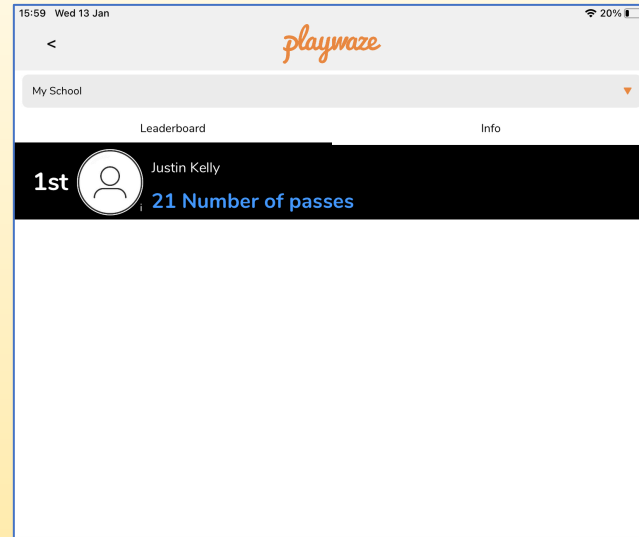 15:59 Wed 13 Jan
20%
<
playwaze
My School
Leaderboard
Info
1st
Justin Kelly
i
21 Number of passes